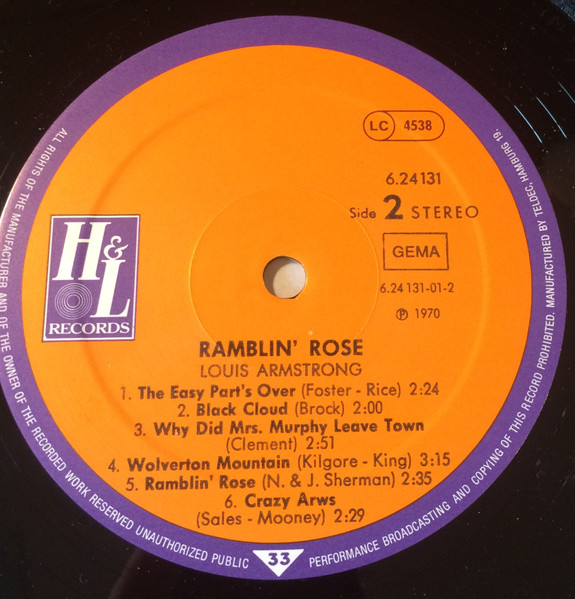 LC 4538
6.24131
Side 2 STEREO
GEMA
6.24 131-01-2
Ⓟ 1970
H&L
RECORDS
RAMBLIN' ROSE
LOUIS ARMSTRONG
1. The Easy Part's Over (Foster - Rice) 2:24
2. Black Cloud (Brock) 2:00
3. Why Did Mrs. Murphy Leave Town
(Clement) 2:51
4. Wolverton Mountain (Kilgore - King) 3:15
5. Ramblin' Rose (N. & J. Sherman) 2:35
6. Crazy Arws
(Sales - Mooney) 2:29
ALL RIGHTS OF THE MANUFACTURER AND OF THE OWNER OF THE RECORDED WORK RESERVED UNAUTHORIZED PUBLIC
33
PERFORMANCE BROADCASTING AND COPYING OF THIS RECORD PROHIBITED. MANUFACTURED BY TELDEC, HAMBURG 19.